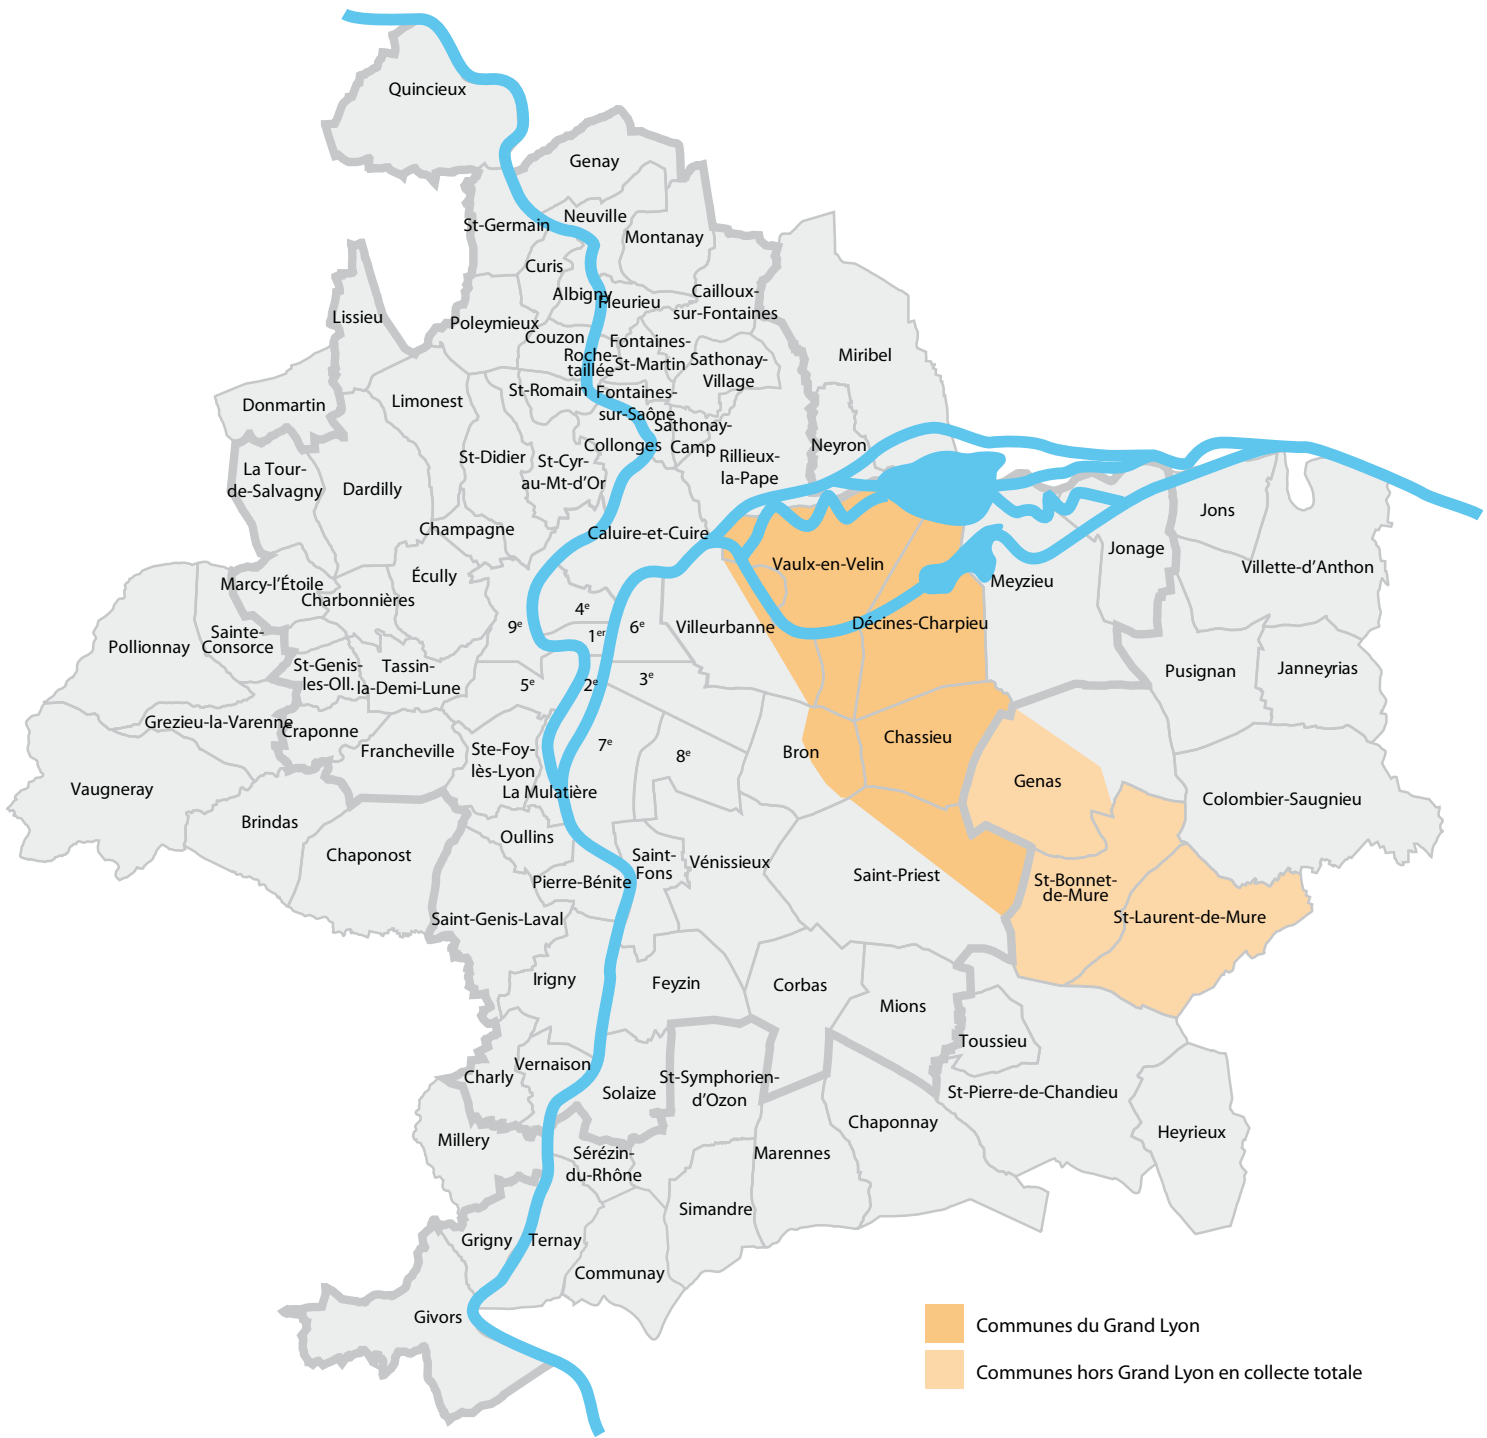 Quincieux
Genay
Neuville
St-Germain
Montanay
Curis
Albigny
Fleurieu
Cailloux-
sur-Fontaines
Lissieu
Poleymieux
Couzon
Fontaines-
St-Martin
Roche-
taillée
Sathonay-
Village
Miribel
St-Romain
Fontaines-
sur-Saône
Donmartin
Limonest
Sathonay-
Camp
Collonges
Neyron
Rillieux-
la-Pape
St-Didier
St-Cyr-
au-Mt-d’Or
La Tour-
de-Salvagny
Dardilly
Jons
Champagne
Caluire-et-Cuire
Jonage
Vaulx-en-Velin
Villette-d’Anthon
Marcy-l’Étoile
Écully
Meyzieu
Charbonnières
4e
9e
1er
6e
Villeurbanne
Décines-Charpieu
Pollionnay
Sainte-
Consorce
St-Genis-
les-Oll.
Tassin-
la-Demi-Lune
5e
2e
3e
Pusignan
Janneyrias
Grezieu-la-Varenne
Craponne
Francheville
Ste-Foy-
lès-Lyon
7e
8e
Bron
Chassieu
Vaugneray
La Mulatière
Genas
Colombier-Saugnieu
Brindas
Oullins
Chaponost
Saint-
Fons
Vénissieux
Pierre-Bénite
Saint-Priest
St-Bonnet-
de-Mure
Saint-Genis-Laval
St-Laurent-de-Mure
Irigny
Feyzin
Corbas
Mions
Toussieu
Vernaison
Charly
Solaize
St-Symphorien-
d’Ozon
St-Pierre-de-Chandieu
Chaponnay
Millery
Heyrieux
Sérézin-
du-Rhône
Marennes
Simandre
Grigny
Ternay
Communay
Givors
Communes du Grand Lyon
Communes hors Grand Lyon en collecte totale